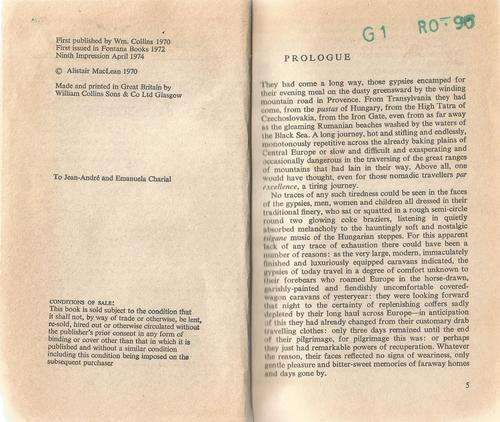 First published by Wm. Collins 1970
First issued in Fontana Books 1972
Ninth Impression April 1974
© Alistair MacLean 1970
Made and printed in Great Britain by
William Collins Sons & Co Ltd Glasgow
To Jean-André and Emanuela Charial
CONDITIONS OF SALE:
This book is sold subject to the condition that
it shall not, by way of trade or otherwise, be lent,
re-sold, hired out or otherwise circulated without
the publisher's prior consent in any form of
binding or cover other than that in which it is
published and without a similar condition
including this condition being imposed on the
subsequent purchaser
G1 RO-96
PROLOGUE
They had come a long way, those gypsies encamped for
their evening meal on the dusty greensward by the winding
mountain road in Provence. From Transylvania they had
come, from the pustas of Hungary, from the High Tatra of
Czechoslovakia, from the Iron Gate, even from as far away
as the gleaming Rumanian beaches washed by the waters of
the Black Sea. A long journey, hot and stifling and endlessly,
monotonously repetitive across the already baking plains of
Central Europe or slow and difficult and exasperating and
occasionally dangerous in the traversing of the great ranges
of mountains that had lain in their way. Above all, one
would have thought, even for those nomadic travellers par
excellence, a tiring journey.
No traces of any such tiredness could be seen in the faces
of the gypsies, men, women and children all dressed in their
traditional finery, who sat or squatted in a rough semi-circle
round two glowing coke braziers, listening in quietly
absorbed melancholy to the hauntingly soft and nostalgic
tsigane music of the Hungarian steppes. For this apparent
lack of any trace of exhaustion there could have been a
number of reasons: as the very large, modern, immaculately
finished and luxuriously equipped caravans indicated, the
gypsies of today travel in a degree of comfort unknown to
their forebears who roamed Europe in the horse-drawn,
garishly-painted and fiendishly uncomfortable covered-
wagon caravans of yesteryear: they were looking forward
that night to the certainty of replenishing coffers sadly
depleted by their long haul across Europe—in anticipation
of this they had already changed from their customary drab
travelling clothes: only three days remained until the end
of their pilgrimage, for pilgrimage this was: or perhaps
they just had remarkable powers of recuperation. Whatever
the reason, their faces reflected no signs of weariness, only
gentle pleasure and bitter-sweet memories of faraway homes
and days gone by.
5